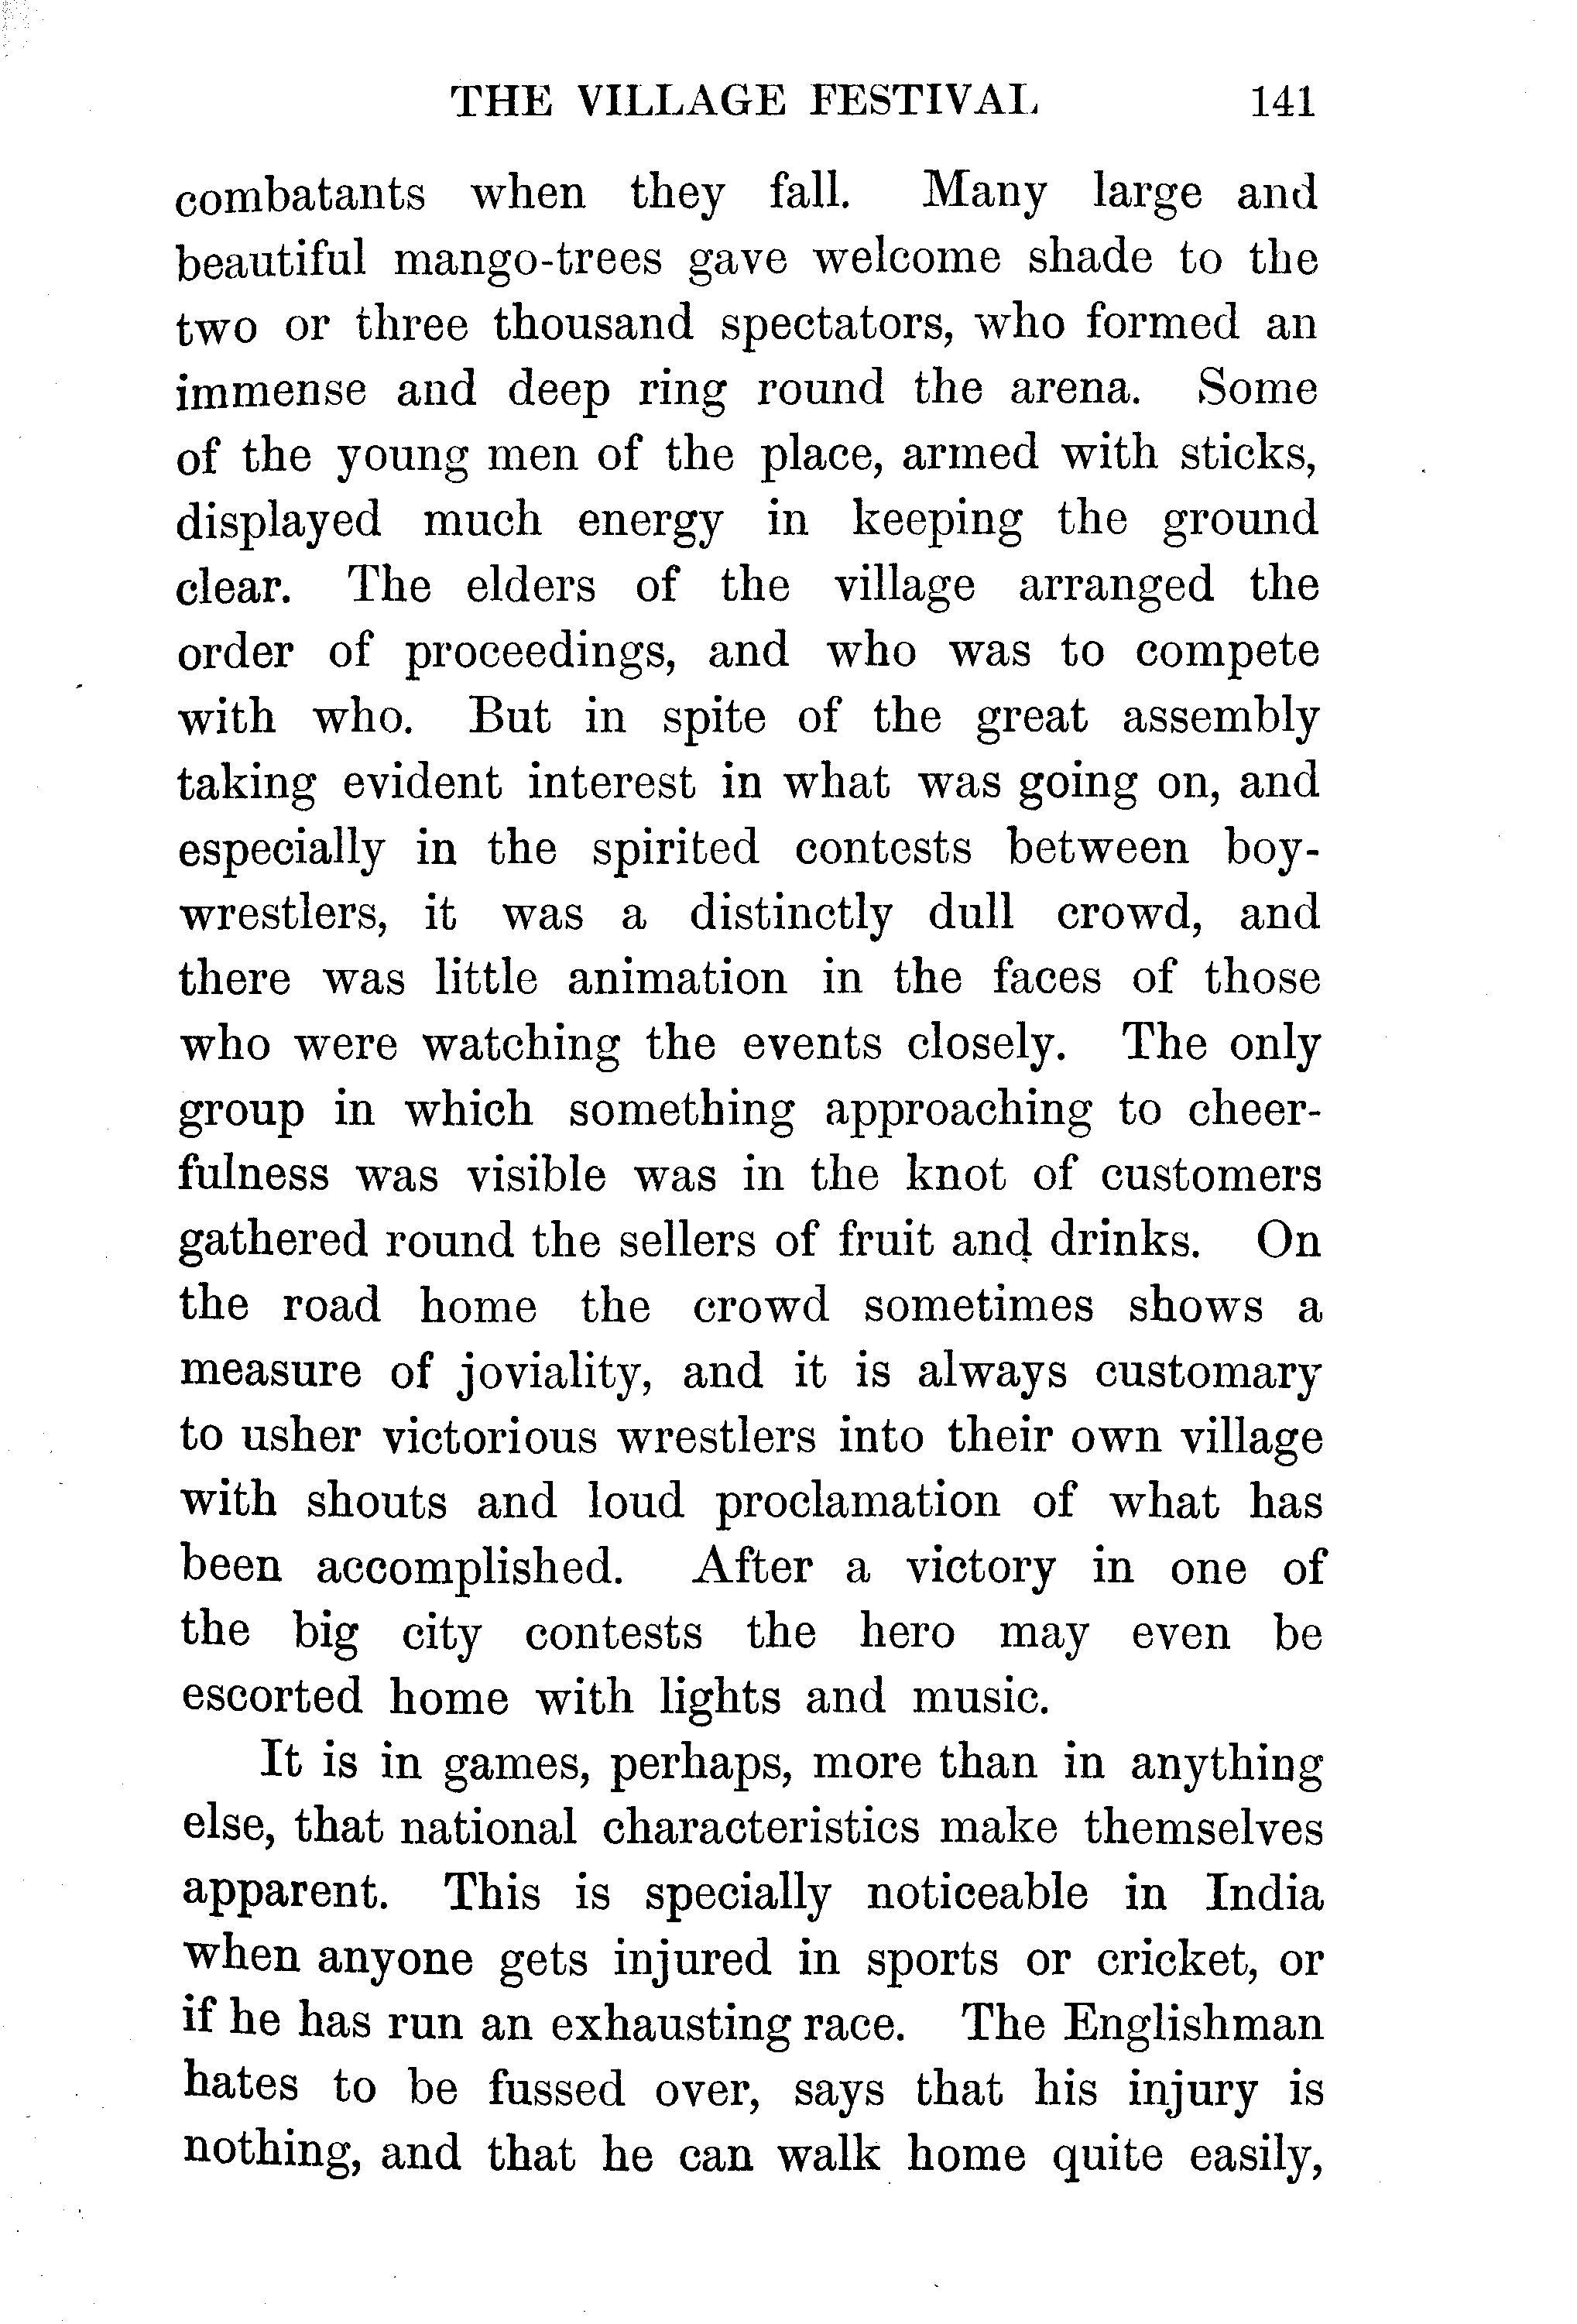 THE VILLAGE FESTIVAL 141
combatants when they fall. Many large and
beautiful mango-trees gave welcome shade to the
two or three thousand spectators, who formed an
immense and deep ring round the arena. Some
of the young men of the place, armed with sticks,
displayed much energy in keeping the ground
clear. The elders of the village arranged the
order of proceedings, and who was to compete
with who. But in spite of the great assembly
taking evident interest in what was going on, and
especially in the spirited contests between boy-
wrestlers, it was a distinctly dull crowd, and
there was little animation in the faces of those
who were watching the events closely. The only
group in which something approaching to cheer-
fulness was visible was in the knot of customers
gathered round the sellers of fruit and drinks. On
the road home the crowd sometimes shows a
measure of joviality, and it is always customary
to usher victorious wrestlers into their own village
with shouts and loud proclamation of what has
been accomplished. After a victory in one of
the big city contests the hero may even be
escorted home with lights and music.
It is in games, perhaps, more than in anything
else, that national characteristics make themselves
apparent. This is specially noticeable in India
when anyone gets injured in sports or cricket, or
if he has run an exhausting race. The Englishman
hates to be fussed over, says that his injury is
nothing, and that he can walk home quite easily,